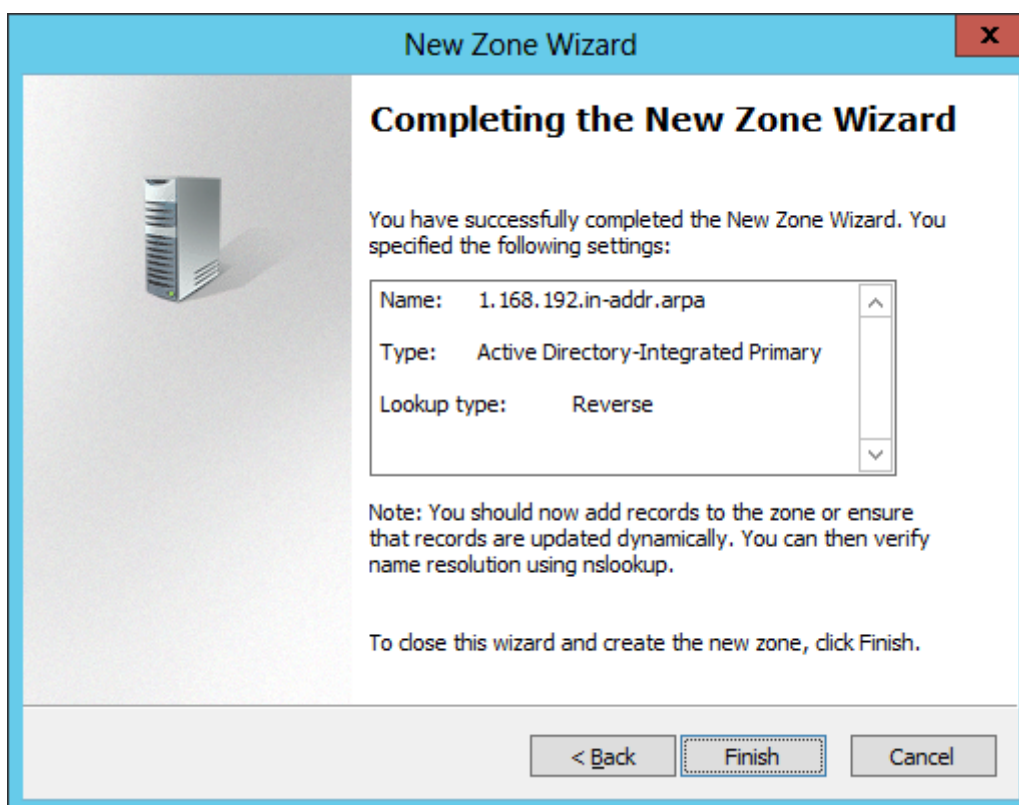 New Zone Wizard
x
Completing the New Zone Wizard
You have successfully completed the New Zone Wizard. You
specified the following settings:
Name: 1.168.192.in-addr.arpa
Type: Active Directory-Integrated Primary
Lookup type: Reverse
Note: You should now add records to the zone or ensure
that records are updated dynamically. You can then verify
name resolution using nslookup.
To close this wizard and create the new zone, click Finish.
< Back
Finish
Cancel